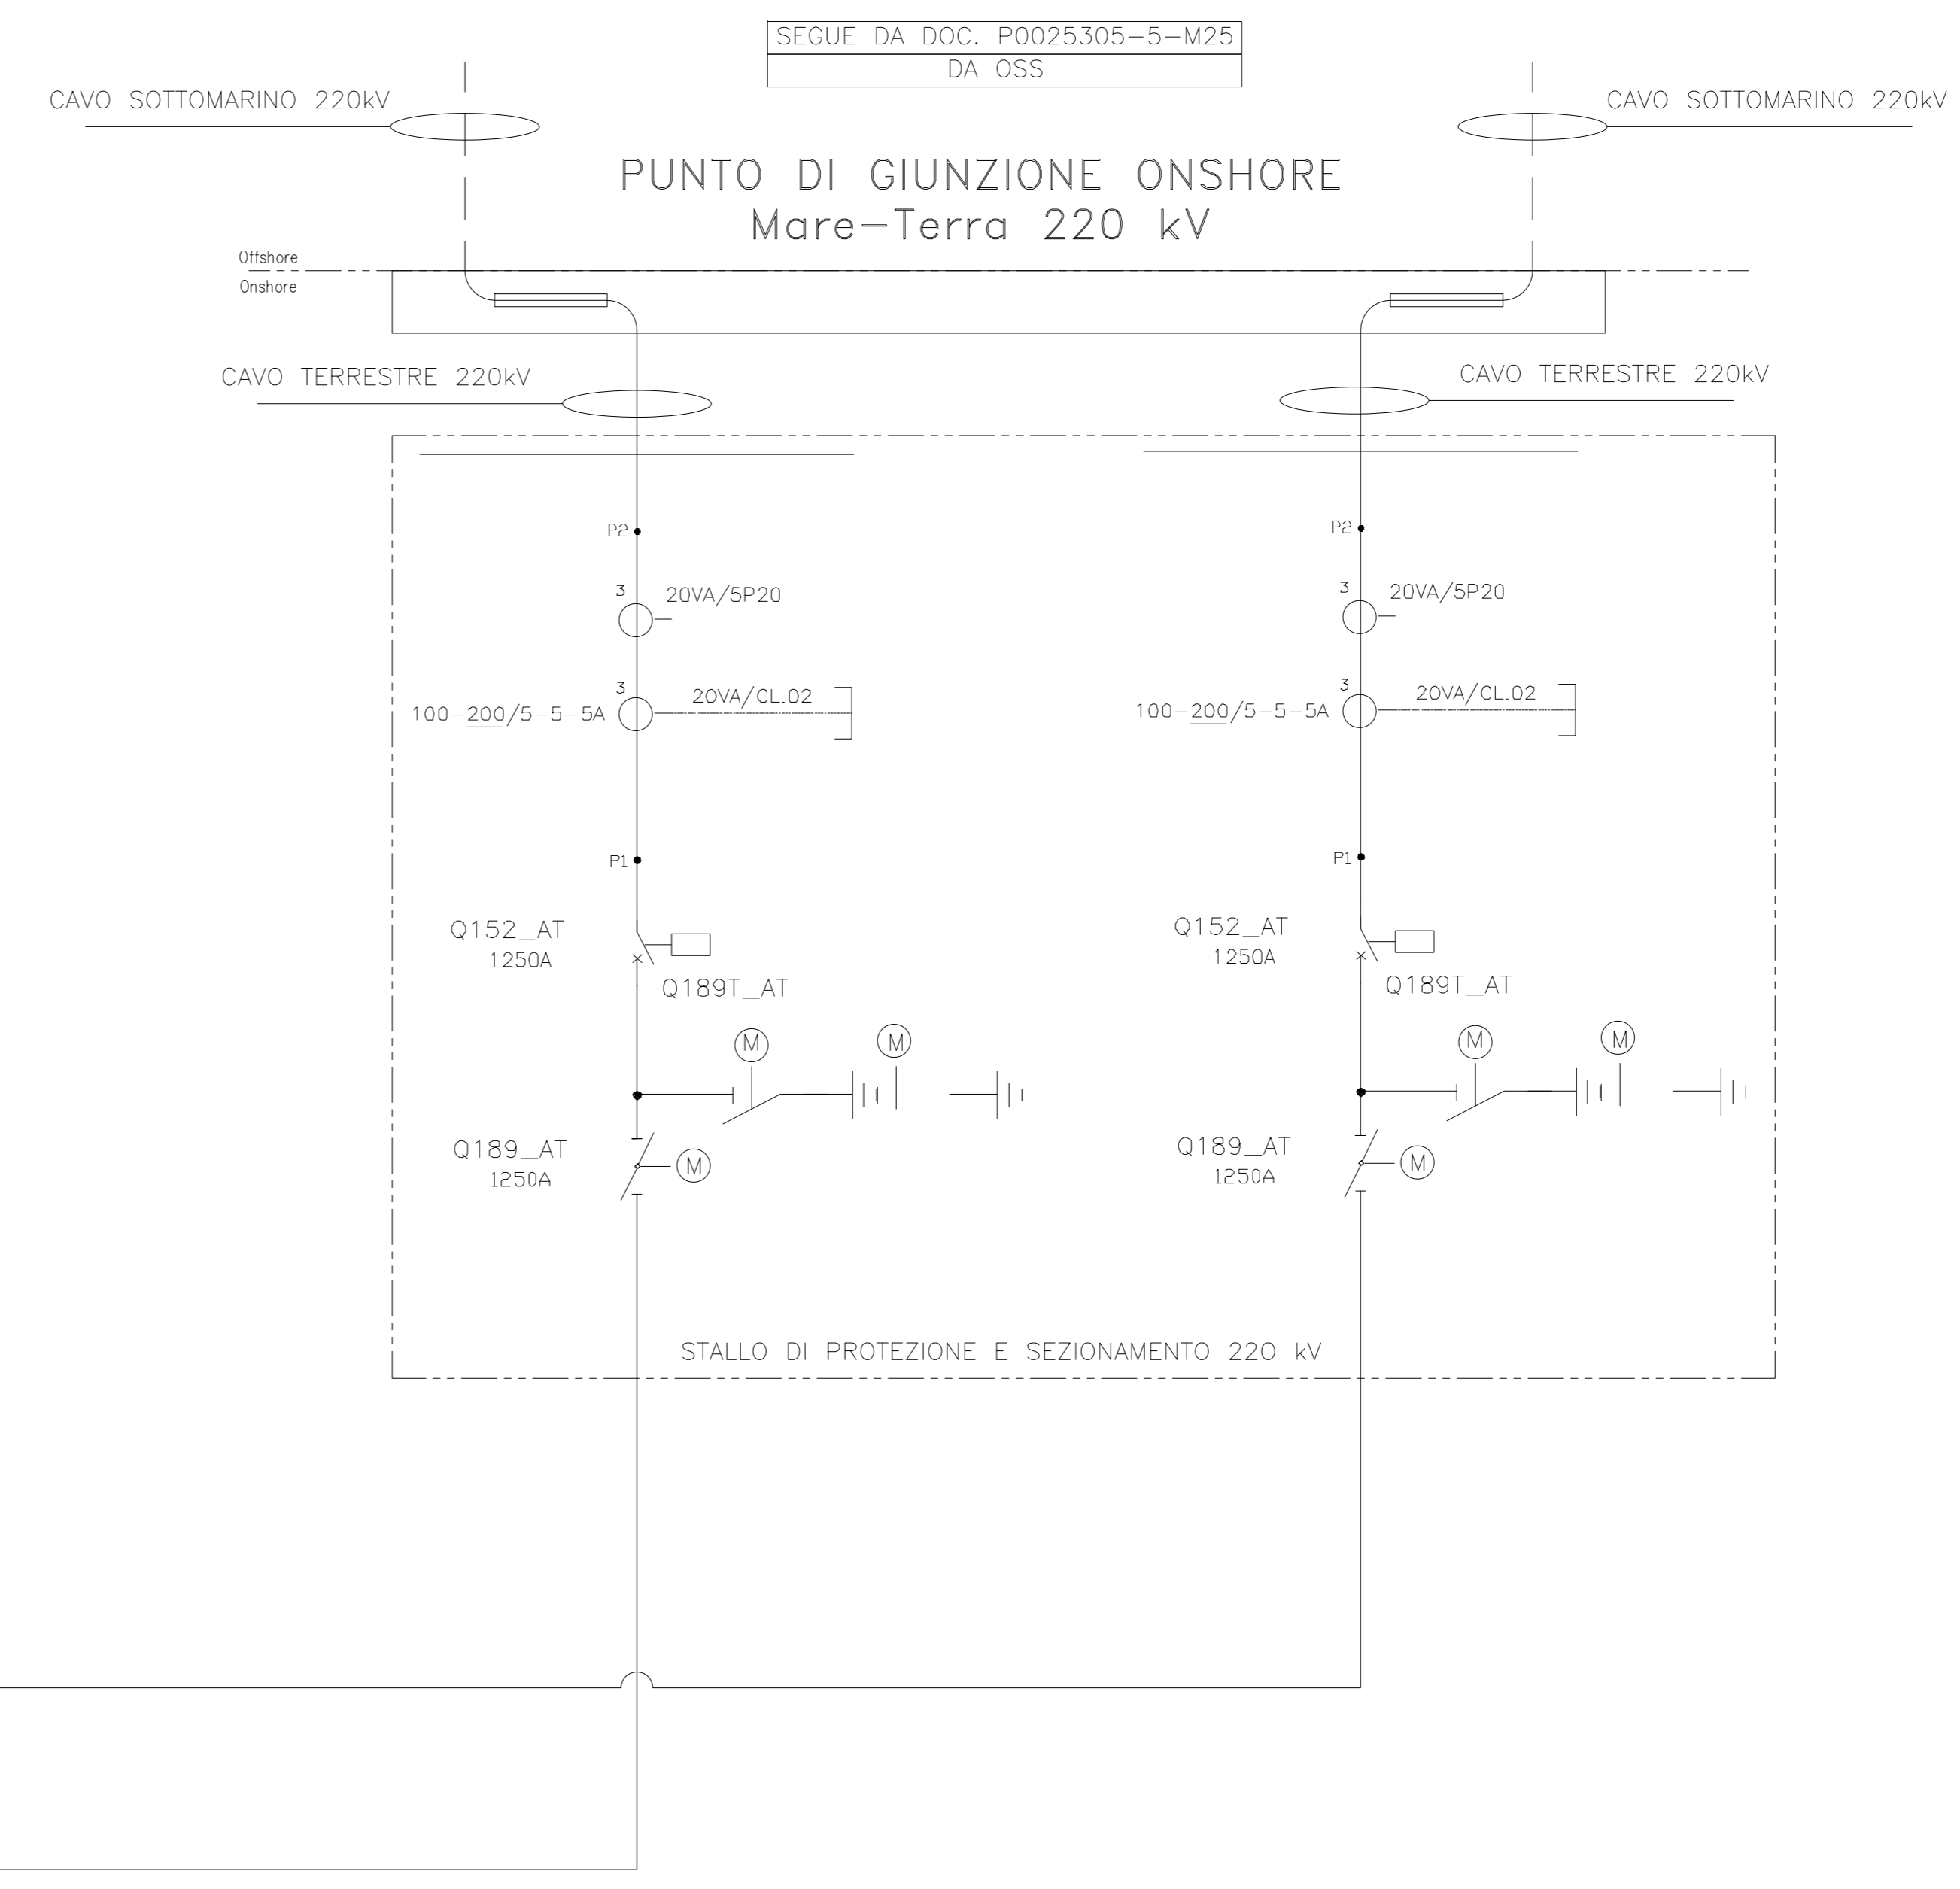 SEGUE DA DOC. P0025305-5-M25
DA OSS
CAVO SOTTOMARINO 220kV
CAVO SOTTOMARINO 220kV
PUNTO DI GIUNZIONE ONSHORE
Mare-Terra 220 kV
Offshore
Onshore
CAVO TERRESTRE 220kV
CAVO TERRESTRE 220kV
P2
P2
3
20VA/5P20
3
20VA/5P20
3
20VA/CL.02
100-200/5-5-5A
3
20VA/CL.02
100-200/5-5-5A
P1
P1
Q152_AT
1250A
Q189T_AT
Q152_AT
1250A
Q189T_AT
M
M
M
M
Q189_AT
1250A
M
Q189_AT
1250A
M
STALLO DI PROTEZIONE E SEZIONAMENTO 220 kV